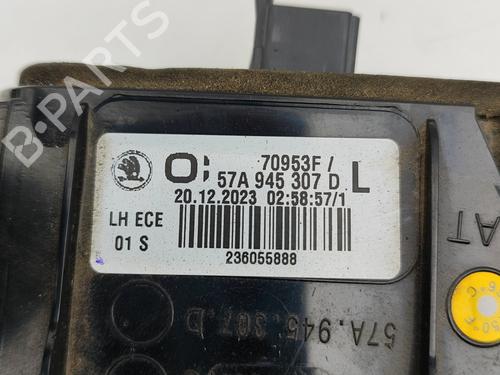 B-PARTS
70953F /
57A 945 307 D L
20.12.2023 02:58:57/1
LH ECE
01 S
236055888
57A.945.307.D
AT